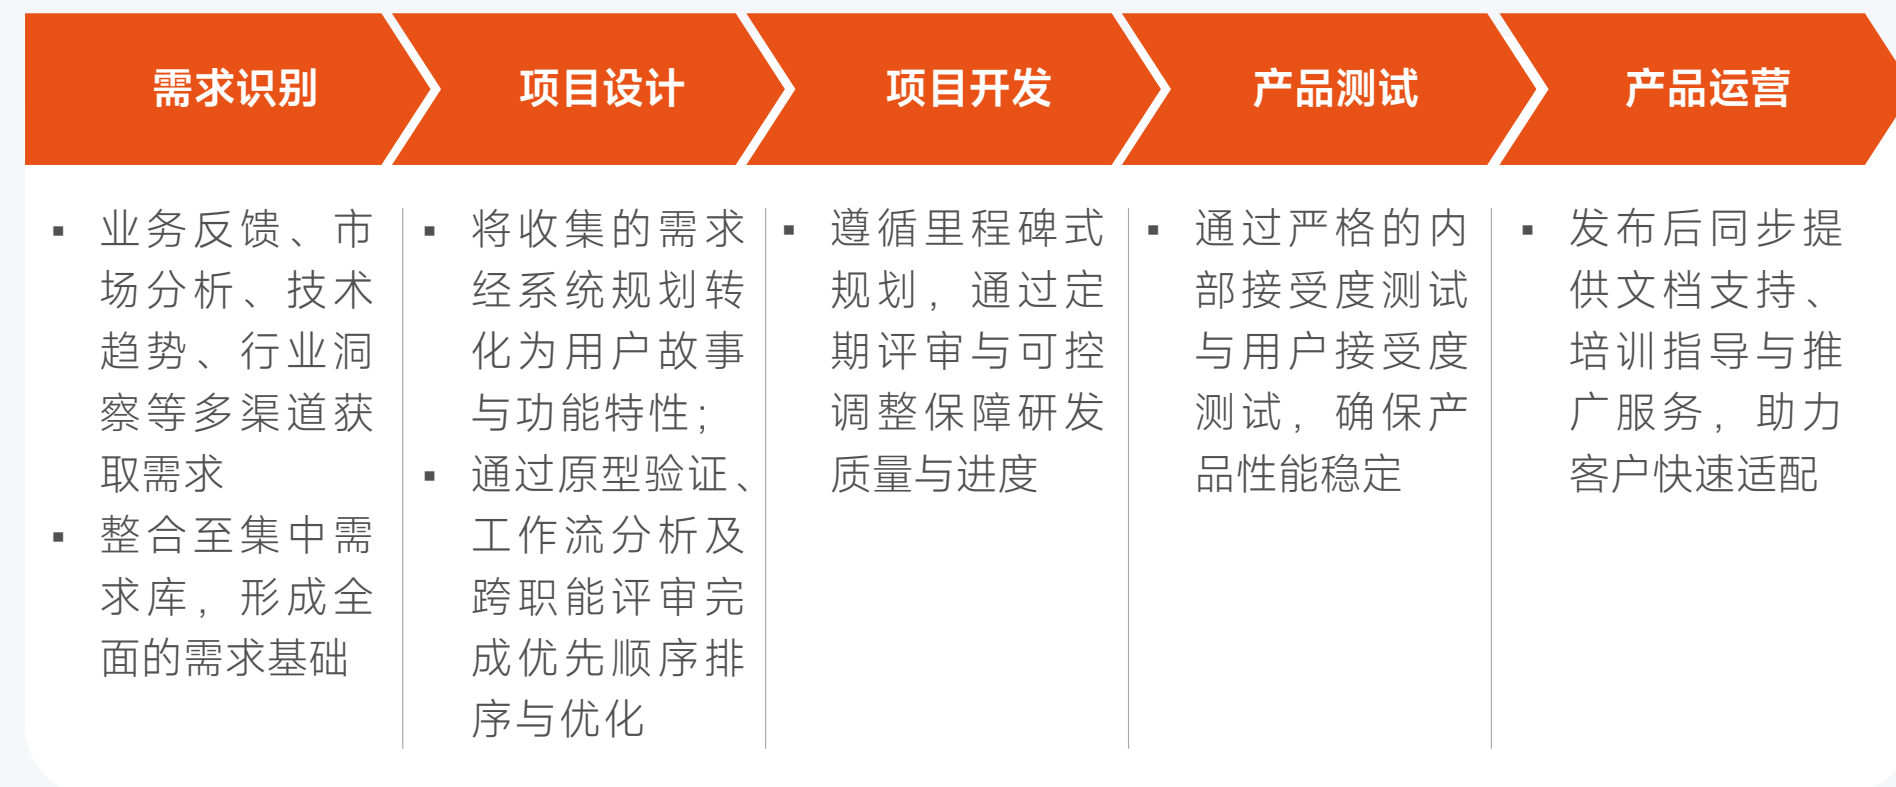 需求识别
项目设计
项目开发
产品测试
产品运营
▪ 业务反馈、市
场分析、技术
趋势、行业洞
察等多渠道获
取需求
▪ 整合至集中需
求库，形成全
面的需求基础
▪ 将收集的需求
经系统规划转
化为用户故事
与功能特性；
▪ 通过原型验证、
工作流分析及
跨职能评审完
成优先顺序排
序与优化
▪ 遵循里程碑式
规划，通过定
期评审与可控
调整保障研发
质量与进度
▪ 通过严格的内
部接受度测试
与用户接受度
测试，确保产
品性能稳定
▪ 发布后同步提
供文档支持、
培训指导与推
广服务，助力
客户快速适配